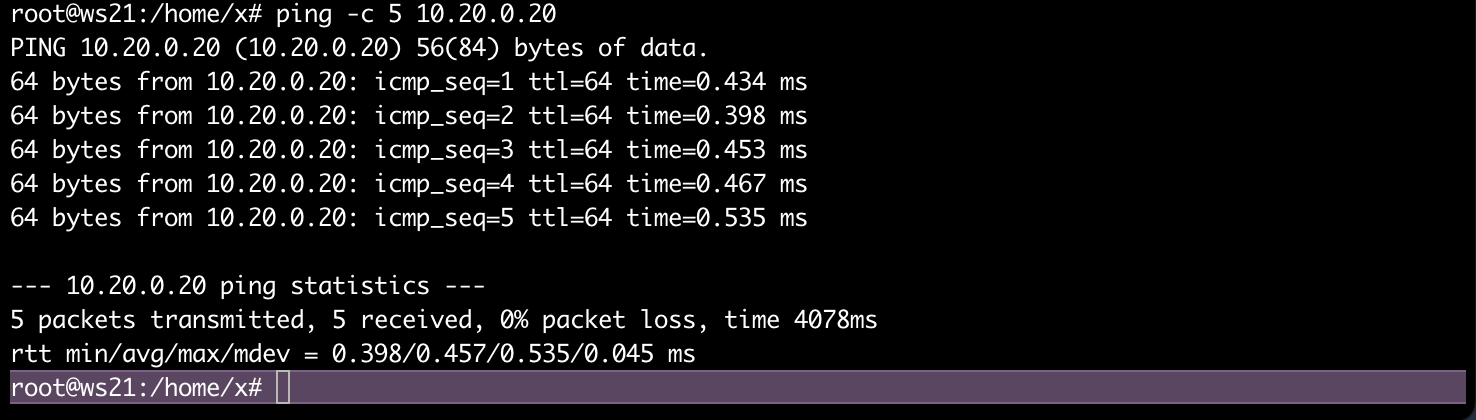 root@ws21:/home/x# ping -c 5 10.20.0.20
PING 10.20.0.20 (10.20.0.20) 56(84) bytes of data.
64 bytes from 10.20.0.20: icmp_seq=1 ttl=64 time=0.434 ms
64 bytes from 10.20.0.20: icmp_seq=2 ttl=64 time=0.398 ms
64 bytes from 10.20.0.20: icmp_seq=3 ttl=64 time=0.453 ms
64 bytes from 10.20.0.20: icmp_seq=4 ttl=64 time=0.467 ms
64 bytes from 10.20.0.20: icmp_seq=5 ttl=64 time=0.535 ms

--- 10.20.0.20 ping statistics ---
5 packets transmitted, 5 received, 0% packet loss, time 4078ms
rtt min/avg/max/mdev = 0.398/0.457/0.535/0.045 ms
root@ws21:/home/x#